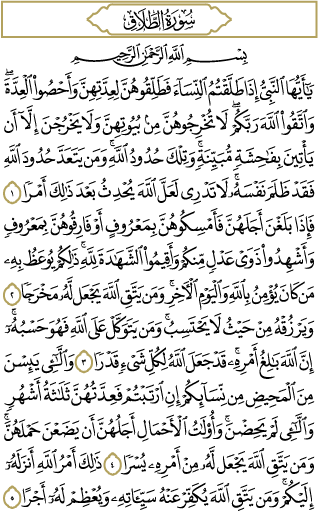 سُورَةُ الطَّلَاقِ
بِسْمِ اللَّهِ الرَّحْمَٰنِ الرَّحِيمِ
يَٰٓأَيُّهَا ٱلنَّبِىُّ إِذَا طَلَّقْتُمُ ٱلنِّسَآءَ فَطَلِّقُوهُنَّ لِعِدَّتِهِنَّ وَأَحْصُوا۟ ٱلْعِدَّةَ ۖ
وَٱتَّقُوا۟ ٱللَّهَ رَبَّكُمْ ۖ لَا تُخْرِجُوهُنَّ مِنۢ بُيُوتِهِنَّ وَلَا يَخْرُجْنَ إِلَّآ أَن
يَأْتِينَ بِفَٰحِشَةٍ مُّبَيِّنَةٍ ۚ وَتِلْكَ حُدُودُ ٱللَّهِ ۚ وَمَن يَتَعَدَّ حُدُودَ ٱللَّهِ
فَقَدْ ظَلَمَ نَفْسَهُۥ ۚ لَا تَدْرِى لَعَلَّ ٱللَّهَ يُحْدِثُ بَعْدَ ذَٰلِكَ أَمْرًا ١
فَإِذَا بَلَغْنَ أَجَلَهُنَّ فَأَمْسِكُوهُنَّ بِمَعْرُوفٍ أَوْ فَارِقُوهُنَّ بِمَعْرُوفٍ
وَأَشْهِدُوا۟ ذَوَىْ عَدْلٍ مِّنكُمْ وَأَقِيمُوا۟ ٱلشَّهَٰدَةَ لِلَّهِ ۚ ذَٰلِكُمْ يُوعَظُ بِهِۦ
مَن كَانَ يُؤْمِنُ بِٱللَّهِ وَٱلْيَوْمِ ٱلْءَاخِرِ ۚ وَمَن يَتَّقِ ٱللَّهَ يَجْعَل لَّهُۥ مَخْرَجًا ٢
وَيَرْزُقْهُ مِنْ حَيْثُ لَا يَحْتَسِبُ ۚ وَمَن يَتَوَكَّلْ عَلَى ٱللَّهِ فَهُوَ حَسْبُهُۥٓ ۚ
إِنَّ ٱللَّهَ بَٰلِغُ أَمْرِهِۦ ۚ قَدْ جَعَلَ ٱللَّهُ لِكُلِّ شَىْءٍ قَدْرًا ٣ وَٱلَّٰٓـِٔى يَئِسْنَ
مِنَ ٱلْمَحِيضِ مِن نِّسَآئِكُمْ إِنِ ٱرْتَبْتُمْ فَعِدَّتُهُنَّ ثَلَٰثَةُ أَشْهُرٍ
وَٱلَّٰٓـِٔى لَمْ يَحِضْنَ ۚ وَأُو۟لَٰتُ ٱلْأَحْمَالِ أَجَلُهُنَّ أَن يَضَعْنَ حَمْلَهُنَّ ۚ
وَمَن يَتَّقِ ٱللَّهَ يَجْعَل لَّهُۥ مِنْ أَمْرِهِۦ يُسْرًا ٤ ذَٰلِكَ أَمْرُ ٱللَّهِ أَنزَلَهُۥٓ
إِلَيْكُمْ ۚ وَمَن يَتَّقِ ٱللَّهَ يُكَفِّرْ عَنْهُ سَيِّـَٔاتِهِۦ وَيُعْظِمْ لَهُۥٓ أَجْرًا ٥